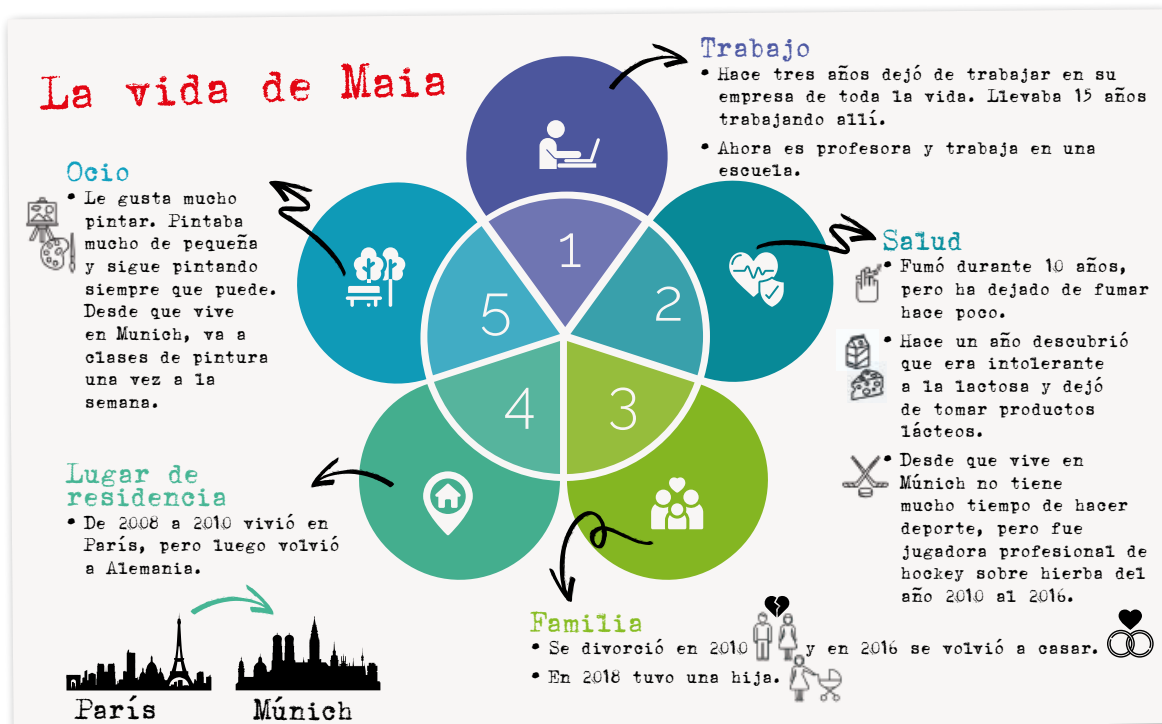 La vida de Maia
Trabajo
• Hace tres años dejó de trabajar en su
empresa de toda la vida. Llevaba 15 años
trabajando allí.
• Ahora es profesora y trabaja en una
escuela.
1
2
3
4
5
Salud
• Fumó durante 10 años,
pero ha dejado de fumar
hace poco.
• Hace un año descubrió
que era intolerante
a la lactosa y dejó
de tomar productos
lácteos.
• Desde que vive en
Múnich no tiene
mucho tiempo de hacer
deporte, pero fue
jugadora profesional de
hockey sobre hierba del
año 2010 al 2016.
Familia
• Se divorció en 2010 y en 2016 se volvió a casar.
• En 2018 tuvo una hija.
Lugar de
residencia
• De 2008 a 2010 vivió en
París, pero luego volvió
a Alemania.
París
Múnich
Ocio
• Le gusta mucho
pintar. Pintaba
mucho de pequeña
y sigue pintando
siempre que puede.
Desde que vive
en Munich, va a
clases de pintura
una vez a la
semana.